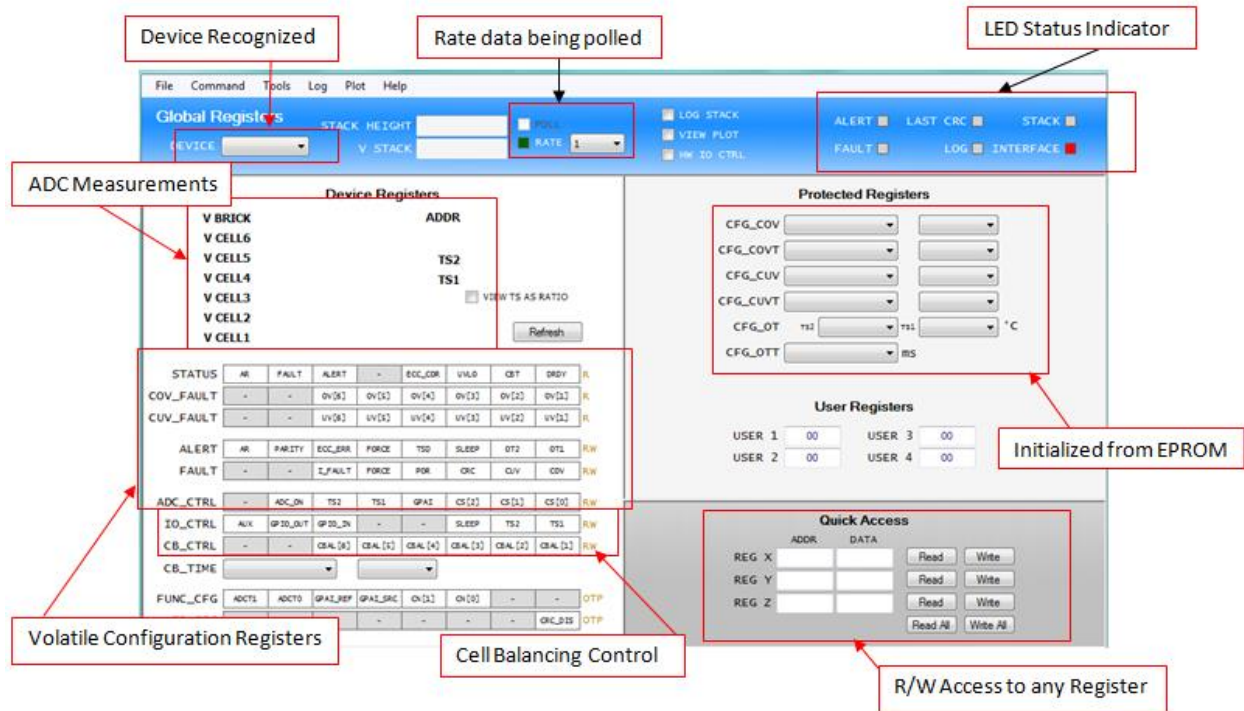 Device Recognized
Rate data being polled
LED Status Indicator
File Command Tools Log Plot Help
Global Registers
STACK HEIGHT
POLL
LOG STACK
ALERT LAST CRC STACK
DEVICE
V STACK
RATE 1
VIEW PLOT
HW IO CTRL
FAULT LOG INTERFACE
ADC Measurements
Device Registers
V BRICK ADDR
V CELL6
V CELL5 TS2
V CELL4 TS1
V CELL3 VIEW TS AS RATIO
V CELL2
V CELL1 Refresh
STATUS AR FAULT ALERT - ECC_COR UVLO CBT DRDY R
COV_FAULT - - OV[6] OV[5] OV[4] OV[3] OV[2] OV[1] R
CUV_FAULT - - UV[6] UV[5] UV[4] UV[3] UV[2] UV[1] R
ALERT AR PARITY ECC_ERR FORCE TSD SLEEP OT2 OT1 RW
FAULT - - I_FAULT FORCE POR CRC CUV COV RW
ADC_CTRL - ADC_ON TS2 TS1 GPAI CS[2] CS[1] CS[0] RW
IO_CTRL AUX GPIO_OUT GPIO_IN - - SLEEP TS2 TS1 RW
CB_CTRL - - CBAL[6] CBAL[5] CBAL[4] CBAL[3] CBAL[2] CBAL[1] RW
CB_TIME
FUNC_CFG ADCT1 ADCT0 GPAI_REF GPAI_SRC CN[1] CN[0] - - OTP
- - - CRC_DIS OTP
Protected Registers
CFG_COV
CFG_COVT
CFG_CUV
CFG_CUVT
CFG_OT TS2 TS1 °C
CFG_OTT ms
User Registers
USER 1 00 USER 3 00
USER 2 00 USER 4 00
Initialized from EPROM
Quick Access
ADDR DATA
REG X Read Write
REG Y Read Write
REG Z Read Write
Read All Write All
Volatile Configuration Registers
Cell Balancing Control
R/W Access to any Register